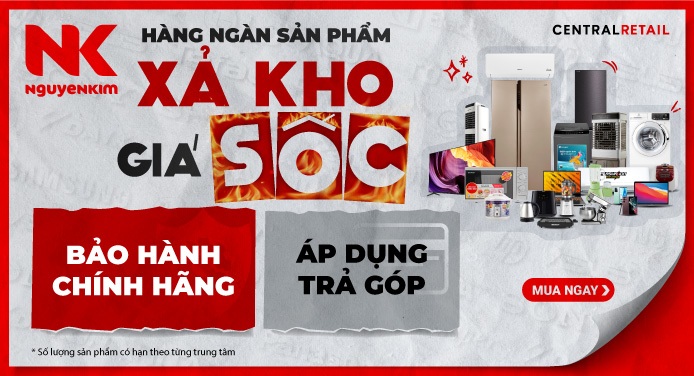 NK
NGUYENKIM
HÀNG NGÀN SẢN PHẨM
XẢ KHO
GIÁ SỐC
CENTRALRETAIL
BẢO HÀNH
CHÍNH HÃNG
ÁP DỤNG
TRẢ GÓP
MUA NGAY
* Số lượng sản phẩm có hạn theo từng trung tâm